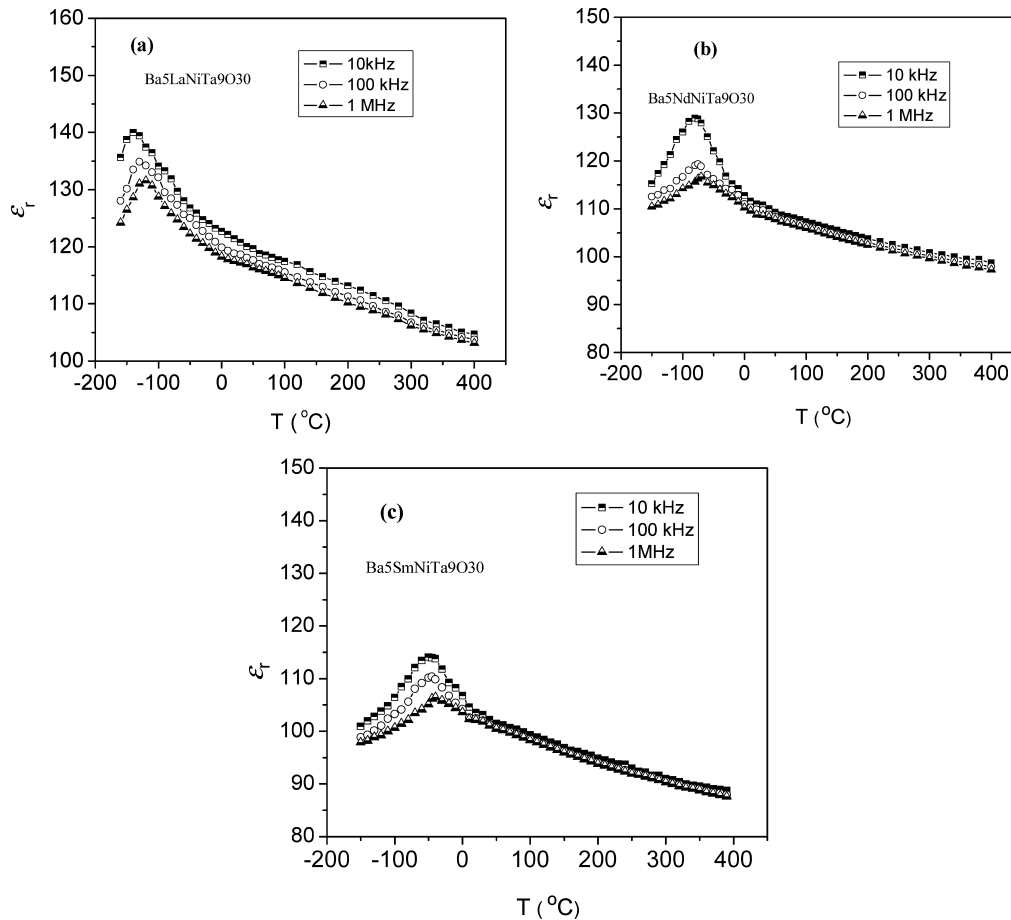 160
150
140
130
120
110
100
εr
(a)
Ba5LaNiTa9O30
10kHz
100 kHz
1 MHz
-200 -100 0 100 200 300 400
T ( °C)
150
140
130
120
110
100
90
80
εr
(b)
Ba5NdNiTa9O30
10 kHz
100 kHz
1 MHz
-200 -100 0 100 200 300 400
T (°C)
150
140
130
120
110
100
90
80
εr
(c)
Ba5SmNiTa9O30
10 kHz
100 kHz
1MHz
-200 -100 0 100 200 300 400
T ( °C)